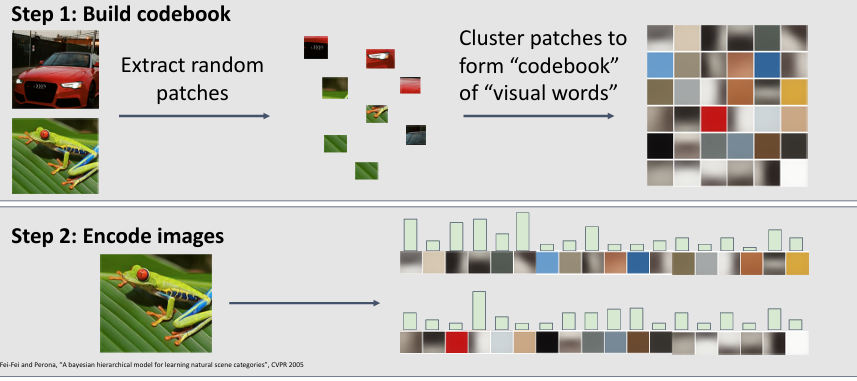 Step 1: Build codebook
Extract random
patches
Cluster patches to
form “codebook”
of “visual words”
Step 2: Encode images
Fei-Fei and Perona, “A bayesian hierarchical model for learning natural scene categories”, CVPR 2005